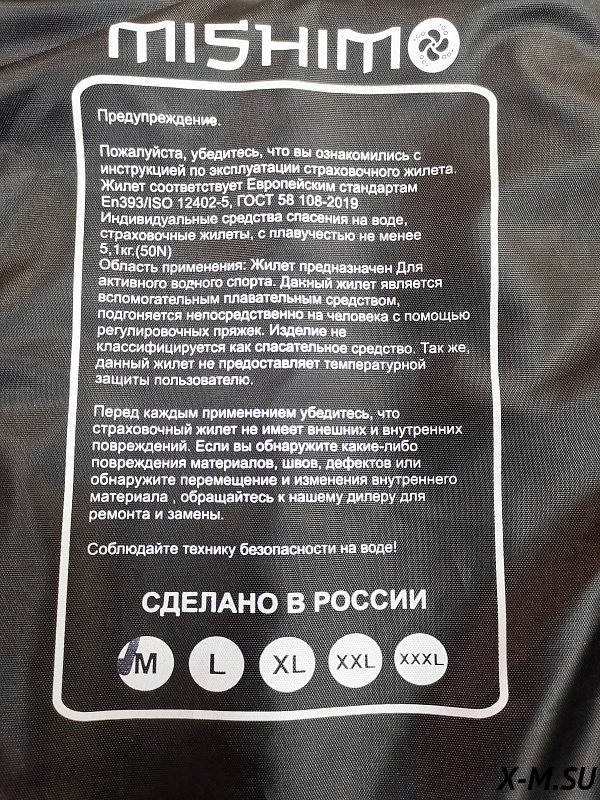 MISHIMO
Предупреждение.
Пожалуйста, убедитесь, что вы ознакомились с
инструкцией по эксплуатации страховочного жилета.
Жилет соответствует Европейским стандартам
En393/ISO 12402-5, ГОСТ 58 108-2019
Индивидуальные средства спасения на воде,
страховочные жилеты, с плавучестью не менее
5,1кг.(50N)
Область применения: Жилет предназначен Для
активного водного спорта. Данный жилет является
вспомогательным плавательным средством,
подгоняется непосредственно на человека с помощью
регулировочных пряжек. Изделие не
классифицируется как спасательное средство. Так же,
данный жилет не предоставляет температурной
защиты пользователю.
Перед каждым применением убедитесь, что
страховочный жилет не имеет внешних и внутренних
повреждений. Если вы обнаружите какие-либо
повреждения материалов, швов, дефектов или
обнаружите перемещение и изменения внутреннего
материала , обращайтесь к нашему дилеру для
ремонта и замены.
Соблюдайте технику безопасности на воде!
СДЕЛАНО В РОССИИ
M L XL XXL XXXL
X-M.SU